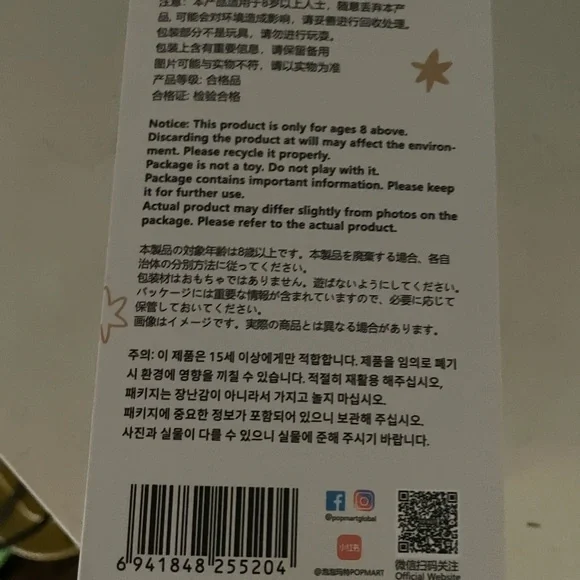 注意: 本产品适用于8岁以上人士，随意丢弃本产
品，可能会对环境造成影响，请妥善进行回收处理。
包装部分不是玩具，请勿进行玩耍。
包装上含有重要信息，请保留备用
图片可能与实物不符，请以实物为准
产品等级: 合格品
合格证: 检验合格
Notice: This product is only for ages 8 above.
Discarding the product at will may affect the environ-
ment. Please recycle it properly.
Package is not a toy. Do not play with it.
Package contains important information. Please keep
it for further use.
Actual product may differ slightly from photos on the
package. Please refer to the actual product.
本製品の対象年齢は8歳以上です。本製品を廃棄する場合、各自
治体の分別方法に従ってください。
包装材はおもちゃではありません。遊ばないようにしてください。
パッケージには重要な情報が含まれていますので、必要に応じて
保管しておいてください。
画像はイメージです。実際の商品とは異なる場合があります。
주의: 이 제품은 15세 이상에게만 적합합니다. 제품을 임의로 폐기
시 환경에 영향을 끼칠 수 있습니다. 적절히 재활용 해주십시오,
패키지는 장난감이 아니라서 가지고 놀지 마십시오.
패키지에 중요한 정보가 포함되어 있으니 보관해 주십시오.
사진과 실물이 다를 수 있으니 실물에 준해 주시기 바랍니다.
@popmartglobal
小红书
@泡泡玛特POPMART
微信扫码关注
Official Website
6 941848 255204